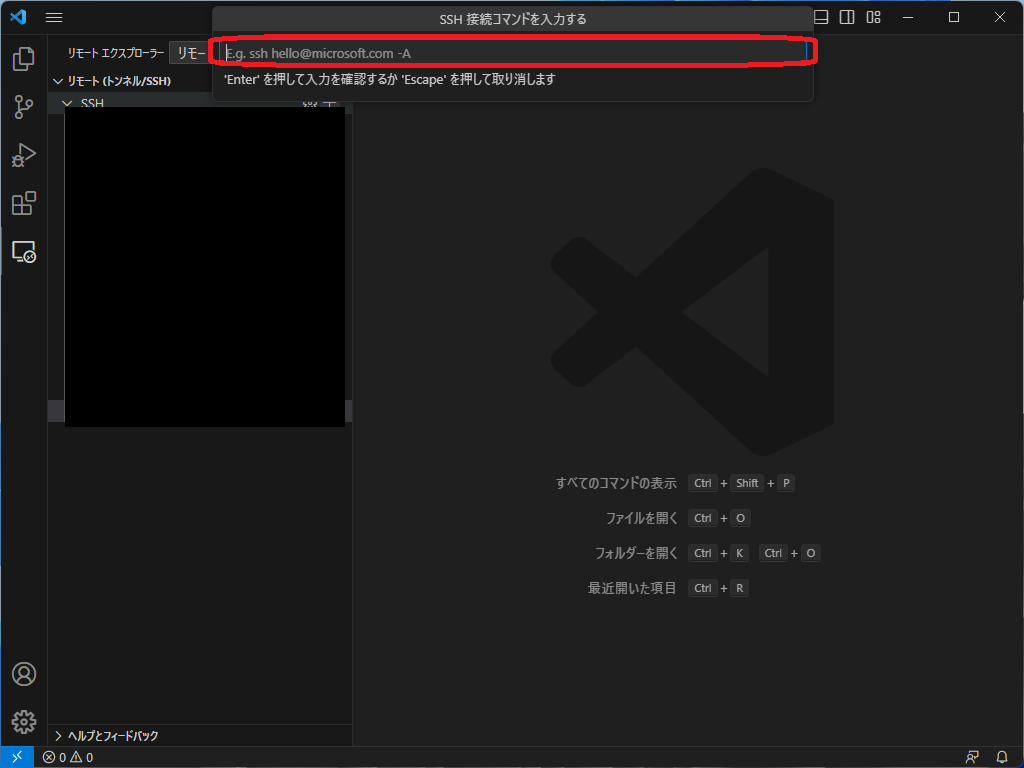 SSH 接続コマンドを入力する
E.g. ssh hello@microsoft.com -A
'Enter' を押して入力を確認するか 'Escape' を押して取り消します
リモート エクスプローラー
リモー
リモート (トンネル/SSH)
SSH
すべてのコマンドの表示 Ctrl + Shift + P
ファイルを開く Ctrl + O
フォルダーを開く Ctrl + K Ctrl + O
最近開いた項目 Ctrl + R
ヘルプとフィードバック
0 0